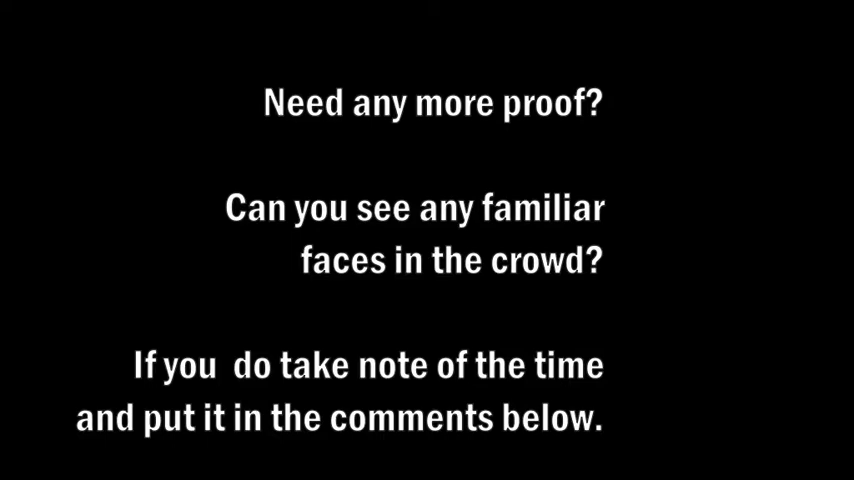 Need any more proof?
Can you see any familiar
faces in the crowd?
If you  do take note of the time
and put it in the comments below.